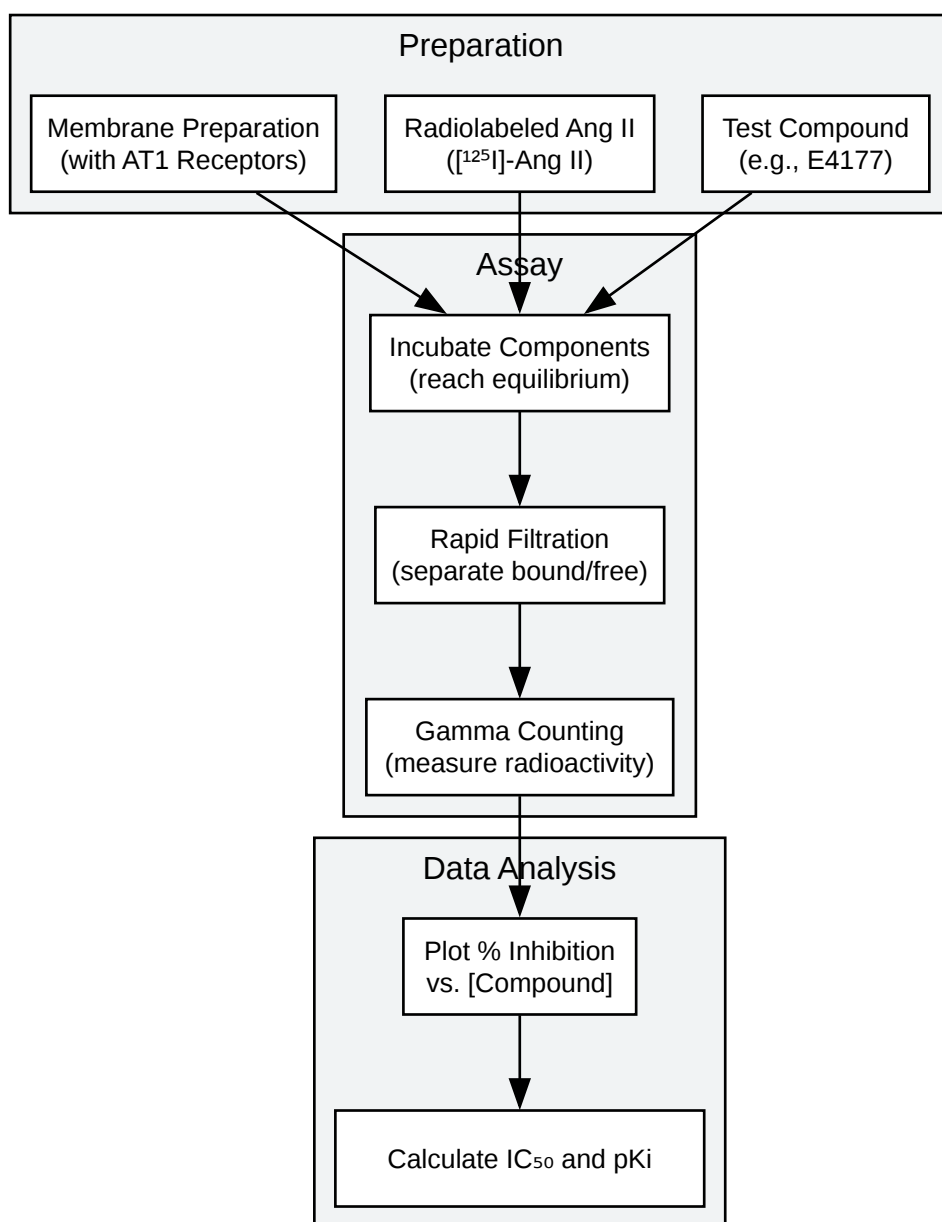 Preparation
Membrane Preparation
(with AT1 Receptors)
Radiolabeled Ang II
([¹²⁵I]-Ang II)
Test Compound
(e.g., E4177)
Assay
Incubate Components
(reach equilibrium)
Rapid Filtration
(separate bound/free)
Gamma Counting
(measure radioactivity)
Data Analysis
Plot % Inhibition
vs. [Compound]
Calculate IC₅₀ and pKi